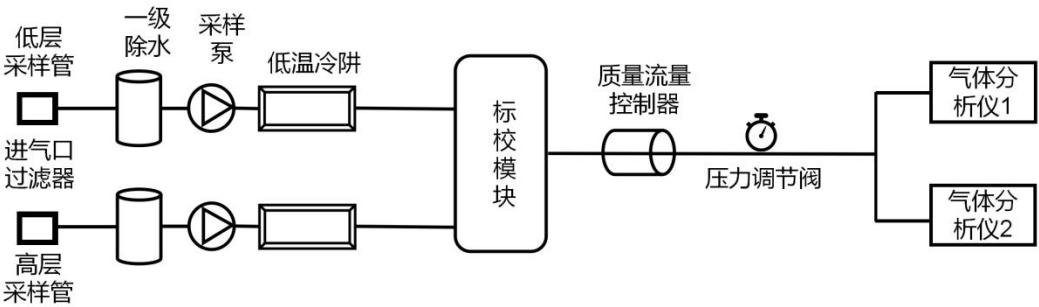 低层
采样管
一级
除水
采样
泵
低温冷阱
进气口
过滤器
高层
采样管
标
校
模
块
质量流量
控制器
压力调节阀
气体分
析仪1
气体分
析仪2